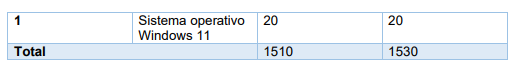 1 Sistema operativo 20 20
Windows 11
Total 1510 1530